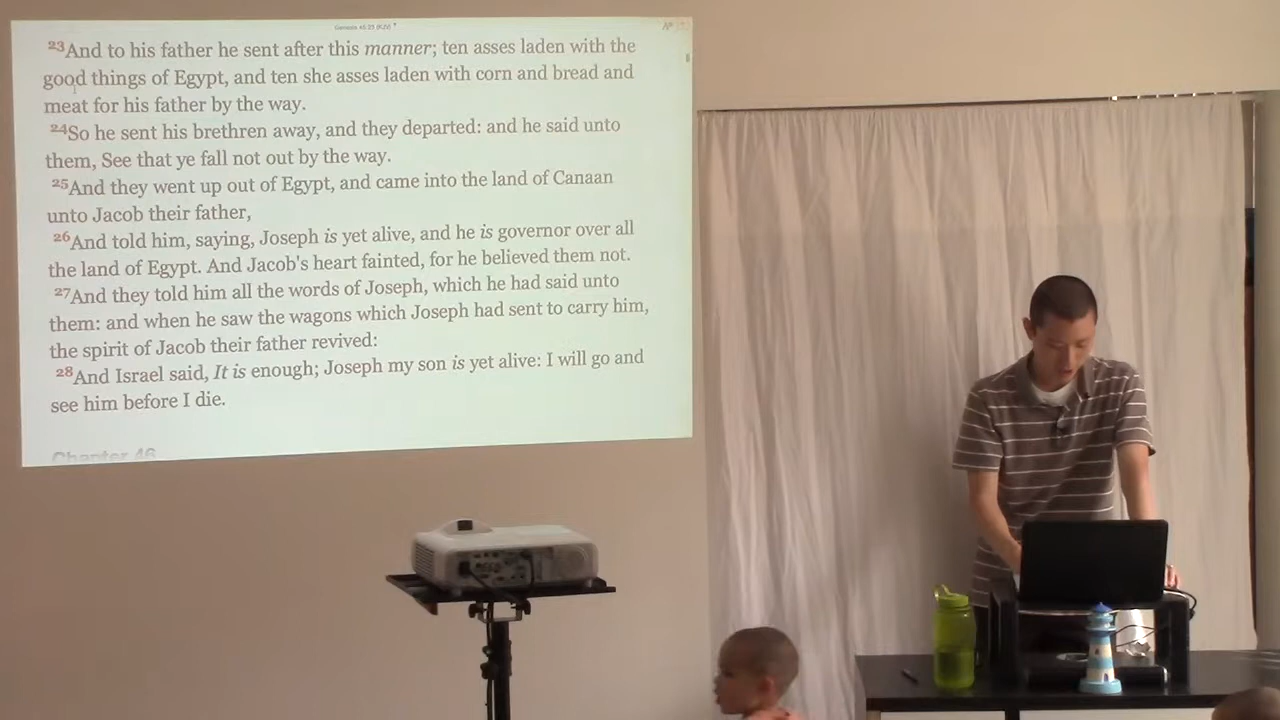 Genesis 45:23 (KJV)
23And to his father he sent after this manner; ten asses laden with the
good things of Egypt, and ten she asses laden with corn and bread and
meat for his father by the way.
24So he sent his brethren away, and they departed: and he said unto
them, See that ye fall not out by the way.
25And they went up out of Egypt, and came into the land of Canaan
unto Jacob their father,
26And told him, saying, Joseph is yet alive, and he is governor over all
the land of Egypt. And Jacob's heart fainted, for he believed them not.
27And they told him all the words of Joseph, which he had said unto
them: and when he saw the wagons which Joseph had sent to carry him,
the spirit of Jacob their father revived:
28And Israel said, It is enough; Joseph my son is yet alive: I will go and
see him before I die.
Chapter 46